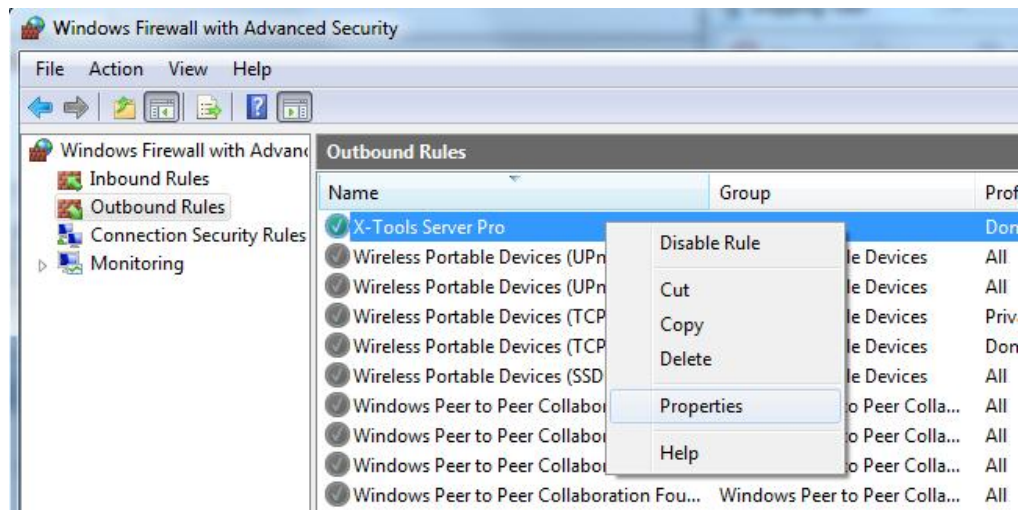 Windows Firewall with Advanced Security
File Action View Help
Windows Firewall with Advanc
Inbound Rules
Outbound Rules
Connection Security Rules
Monitoring
Outbound Rules
Name Group Prof
X-Tools Server Pro Don
Wireless Portable Devices (UPn le Devices All
Wireless Portable Devices (UPn le Devices All
Wireless Portable Devices (TCP le Devices Priv
Wireless Portable Devices (TCP le Devices Don
Wireless Portable Devices (SSD le Devices All
Windows Peer to Peer Collabor o Peer Colla... All
Windows Peer to Peer Collabor o Peer Colla... All
Windows Peer to Peer Collabor o Peer Colla... All
Windows Peer to Peer Collaboration Fou... Windows Peer to Peer Colla... All
Disable Rule
Cut
Copy
Delete
Properties
Help